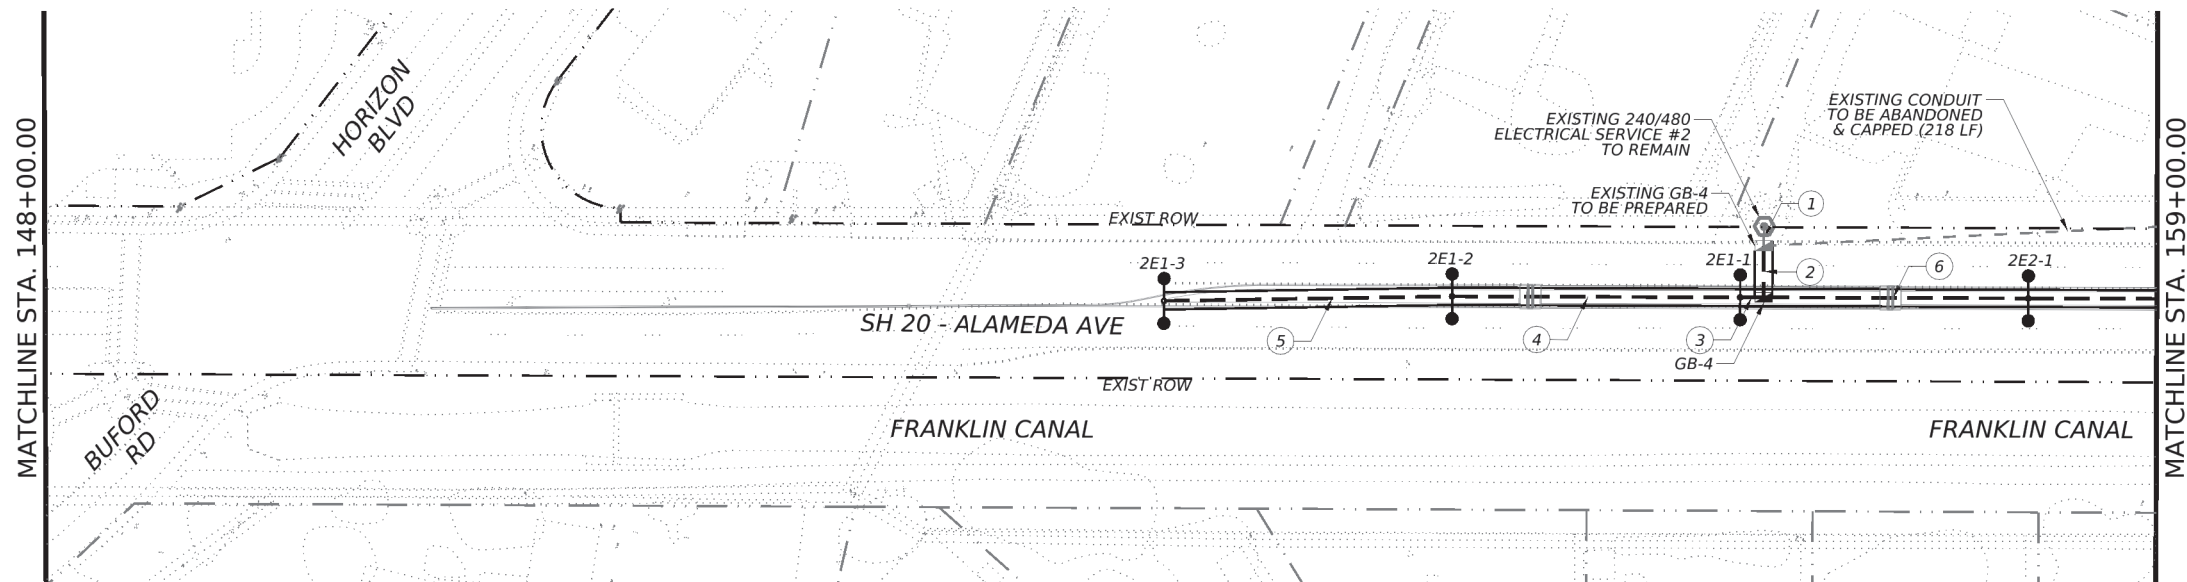 MATCHLINE STA. 148+00.00
HORIZON
BLVD
BUFORD
RD
EXIST ROW
2E1-3
2E1-2
2E1-1
2E2-1
SH 20 - ALAMEDA AVE
EXIST ROW
FRANKLIN CANAL
FRANKLIN CANAL
EXISTING 240/480
ELECTRICAL SERVICE #2
TO REMAIN
EXISTING GB-4
TO BE PREPARED
EXISTING CONDUIT
TO BE ABANDONED
& CAPPED (218 LF)
1
2
6
5
4
3
GB-4
MATCHLINE STA. 159+00.00